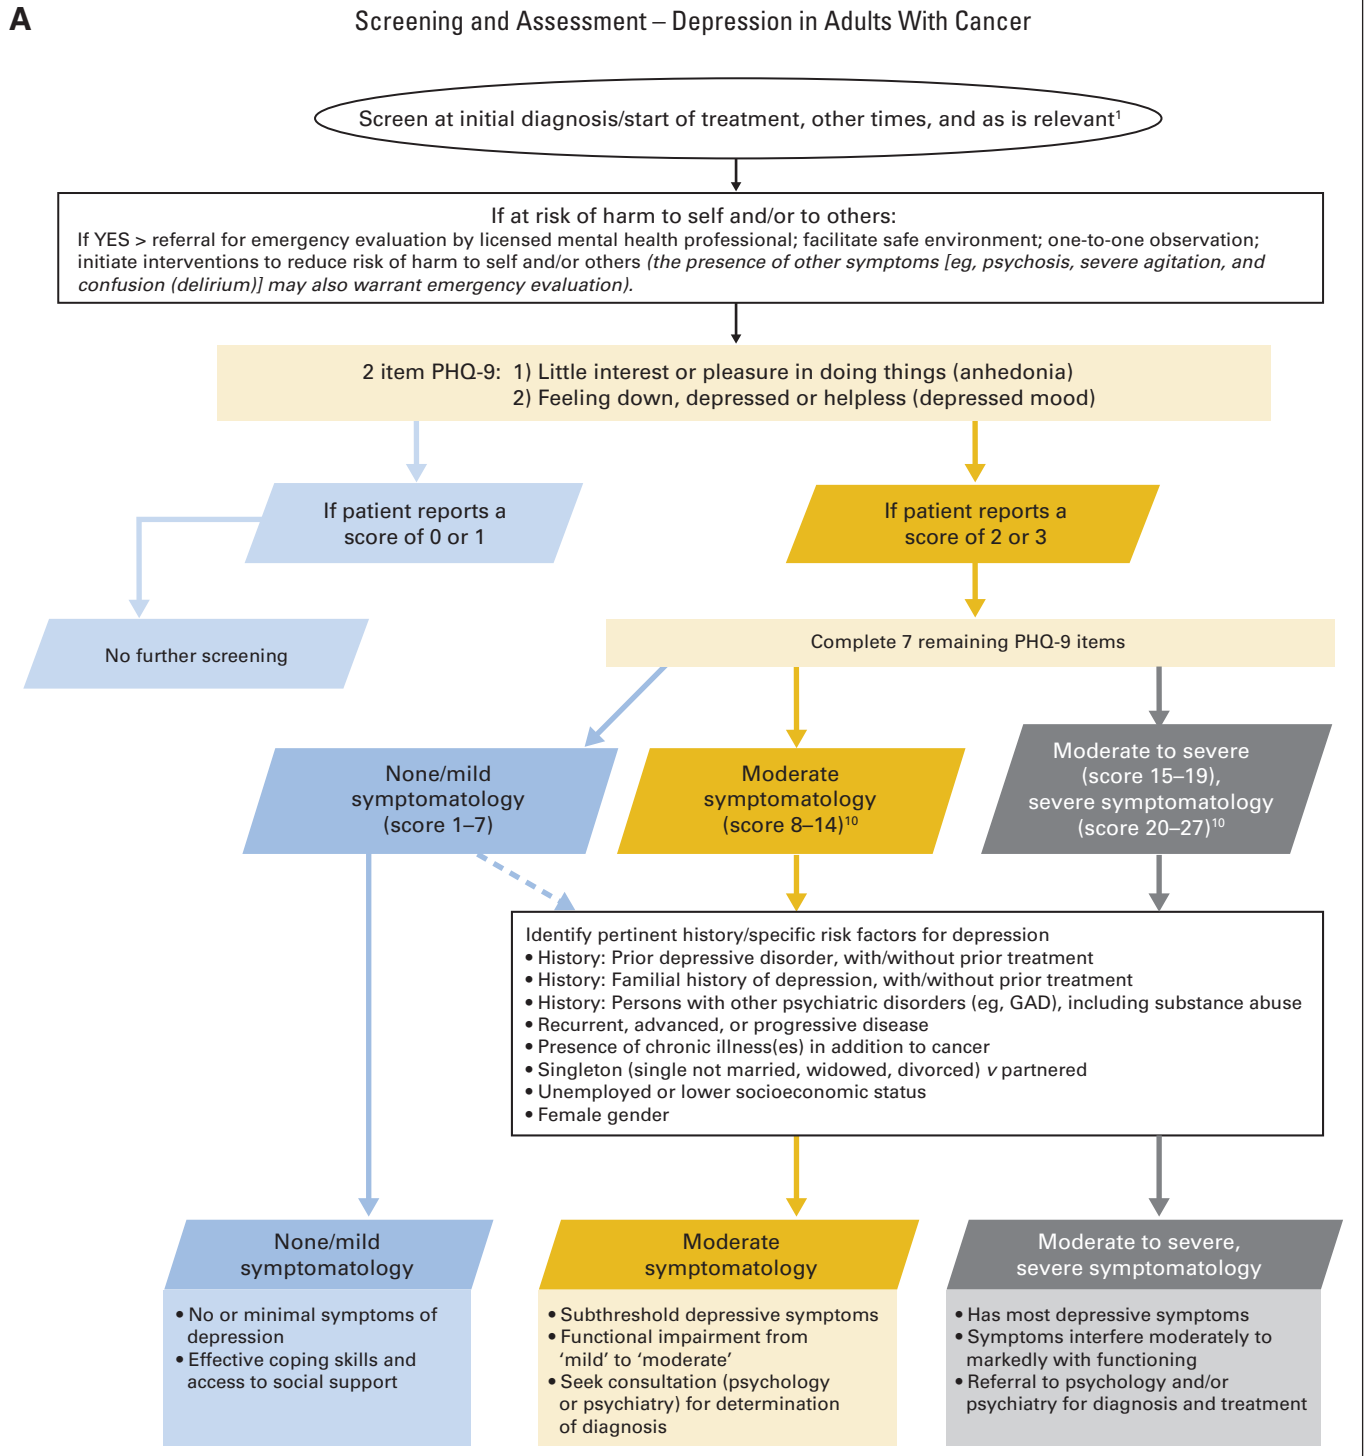 A
Screening and Assessment – Depression in Adults With Cancer
Screen at initial diagnosis/start of treatment, other times, and as is relevant1
If at risk of harm to self and/or to others:
If YES > referral for emergency evaluation by licensed mental health professional; facilitate safe environment; one-to-one observation;
initiate interventions to reduce risk of harm to self and/or others (the presence of other symptoms [eg, psychosis, severe agitation, and
confusion (delirium)] may also warrant emergency evaluation).
2 item PHQ-9: 1) Little interest or pleasure in doing things (anhedonia)
2) Feeling down, depressed or helpless (depressed mood)
If patient reports a
score of 0 or 1
If patient reports a
score of 2 or 3
No further screening
Complete 7 remaining PHQ-9 items
None/mild
symptomatology
(score 1–7)
Moderate
symptomatology
(score 8–14)10
Moderate to severe
(score 15–19),
severe symptomatology
(score 20–27)10
Identify pertinent history/specific risk factors for depression
• History: Prior depressive disorder, with/without prior treatment
• History: Familial history of depression, with/without prior treatment
• History: Persons with other psychiatric disorders (eg, GAD), including substance abuse
• Recurrent, advanced, or progressive disease
• Presence of chronic illness(es) in addition to cancer
• Singleton (single not married, widowed, divorced) v partnered
• Unemployed or lower socioeconomic status
• Female gender
None/mild
symptomatology
• No or minimal symptoms of
depression
• Effective coping skills and
access to social support
Moderate
symptomatology
• Subthreshold depressive symptoms
• Functional impairment from
‘mild’ to ‘moderate’
• Seek consultation (psychology
or psychiatry) for determination
of diagnosis
Moderate to severe,
severe symptomatology
• Has most depressive symptoms
• Symptoms interfere moderately to
markedly with functioning
• Referral to psychology and/or
psychiatry for diagnosis and treatment